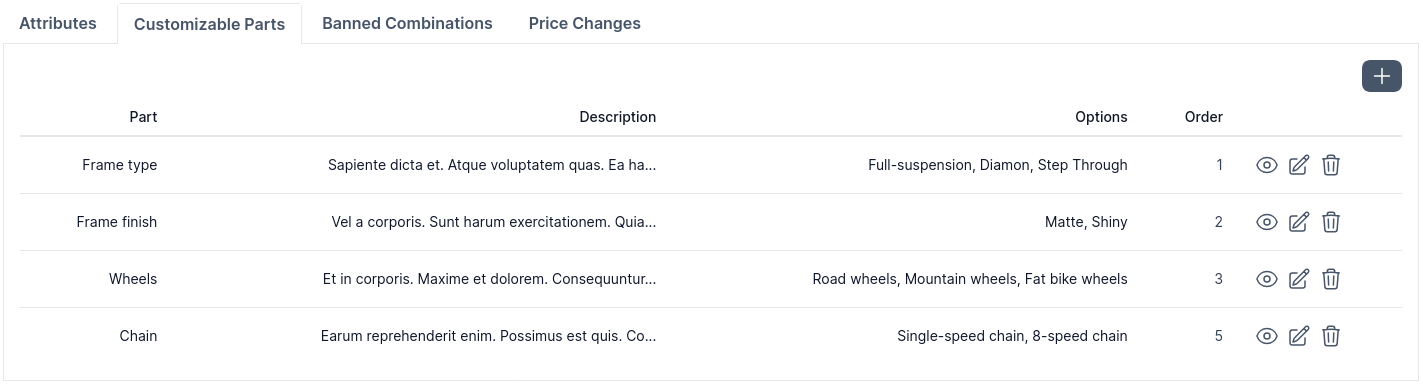 Attributes Customizable Parts Banned Combinations Price Changes
Part Description Options Order
Frame type Sapiente dicta et. Atque voluptatem quas. Ea ha... Full-suspension, Diamon, Step Through 1
Frame finish Vel a corporis. Sunt harum exercitationem. Quia... Matte, Shiny 2
Wheels Et in corporis. Maxime et dolorem. Consequuntur... Road wheels, Mountain wheels, Fat bike wheels 3
Chain Earum reprehenderit enim. Possimus est quis. Co... Single-speed chain, 8-speed chain 5